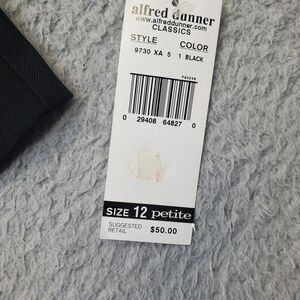 alfred dunner
www.alfreddunner.com
CLASSICS
STYLE COLOR
9730 XA 5 1 BLACK
0 29408 64827 0
SIZE 12 petite
SUGGESTED
RETAIL $50.00